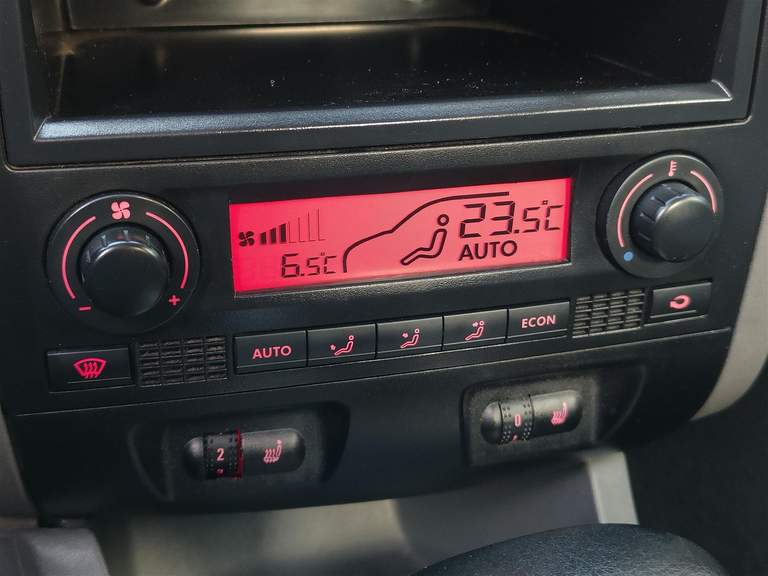 23.5°C
6.5°C
AUTO
- +
AUTO
ECON
2
0